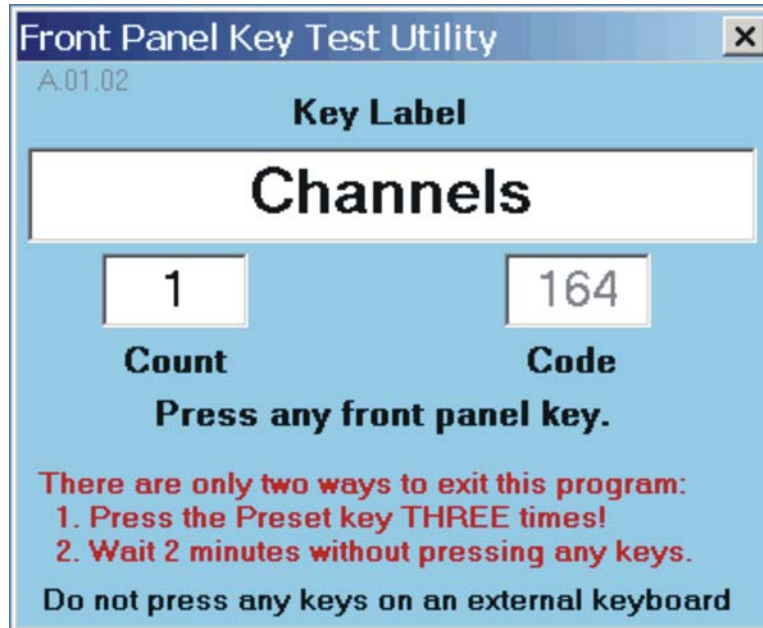 Front Panel Key Test Utility
A.01.02
Key Label
Channels
1 164
Count Code
Press any front panel key.
There are only two ways to exit this program:
1. Press the Preset key THREE times!
2. Wait 2 minutes without pressing any keys.
Do not press any keys on an external keyboard